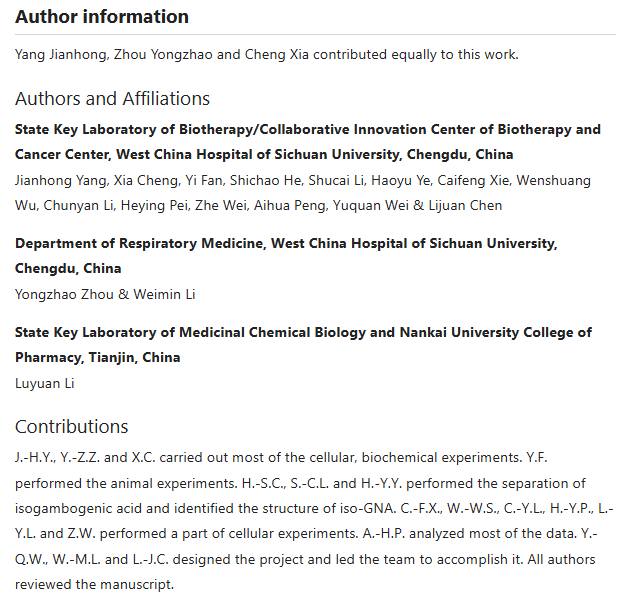 Author information
Yang Jianhong, Zhou Yongzhao and Cheng Xia contributed equally to this work.
Authors and Affiliations
State Key Laboratory of Biotherapy/Collaborative Innovation Center of Biotherapy and
Cancer Center, West China Hospital of Sichuan University, Chengdu, China
Jianhong Yang, Xia Cheng, Yi Fan, Shichao He, Shucai Li, Haoyu Ye, Caifeng Xie, Wenshuang
Wu, Chunyan Li, Heying Pei, Zhe Wei, Aihua Peng, Yuquan Wei & Lijuan Chen
Department of Respiratory Medicine, West China Hospital of Sichuan University,
Chengdu, China
Yongzhao Zhou & Weimin Li
State Key Laboratory of Medicinal Chemical Biology and Nankai University College of
Pharmacy, Tianjin, China
Luyuan Li
Contributions
J.-H.Y., Y.-Z.Z. and X.C. carried out most of the cellular, biochemical experiments. Y.F.
performed the animal experiments. H.-S.C., S.-C.L. and H.-Y.Y. performed the separation of
isogambogenic acid and identified the structure of iso-GNA. C.-F.X., W.-W.S., C.-Y.L., H.-Y.P., L.-
Y.L. and Z.W. performed a part of cellular experiments. A.-H.P. analyzed most of the data. Y.-
Q.W., W.-M.L. and L.-J.C. designed the project and led the team to accomplish it. All authors
reviewed the manuscript.